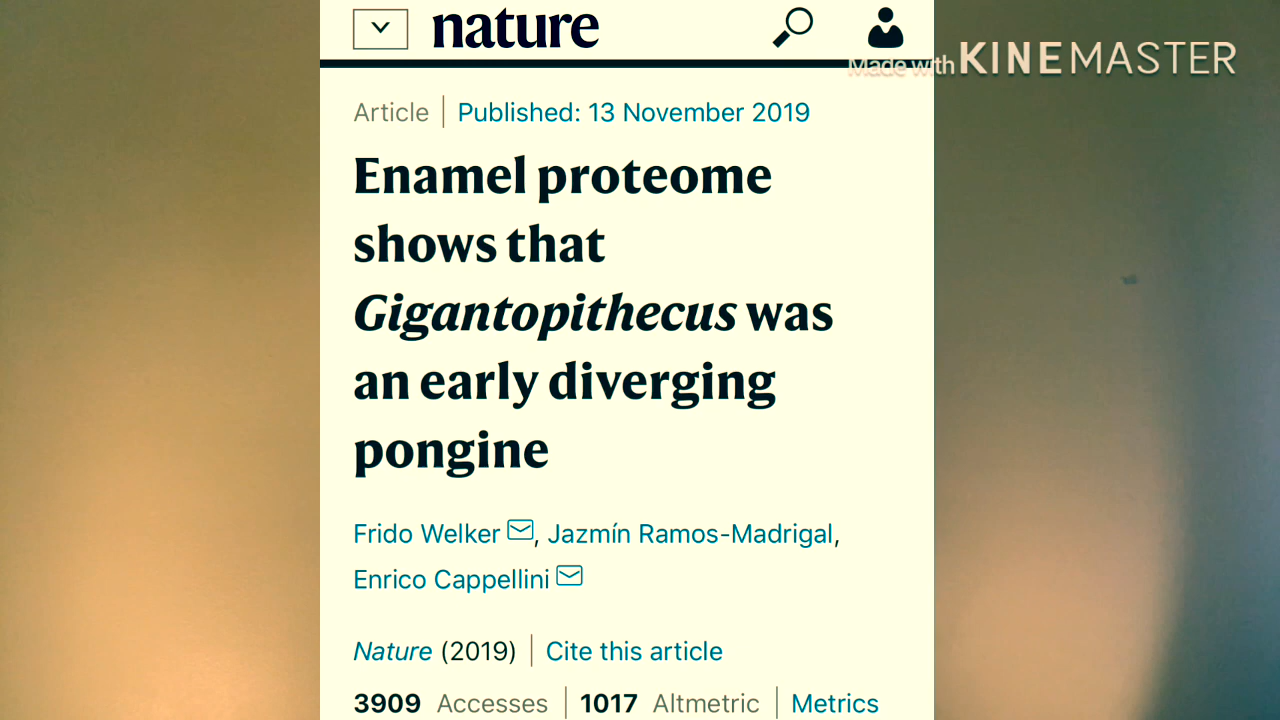 nature
Made with KINEMASTER
Article | Published: 13 November 2019
Enamel proteome
shows that
Gigantopithecus was
an early diverging
pongine
Frido Welker, Jazmín Ramos-Madrigal,
Enrico Cappellini
Nature (2019) | Cite this article
3909 Accesses | 1017 Altmetric | Metrics